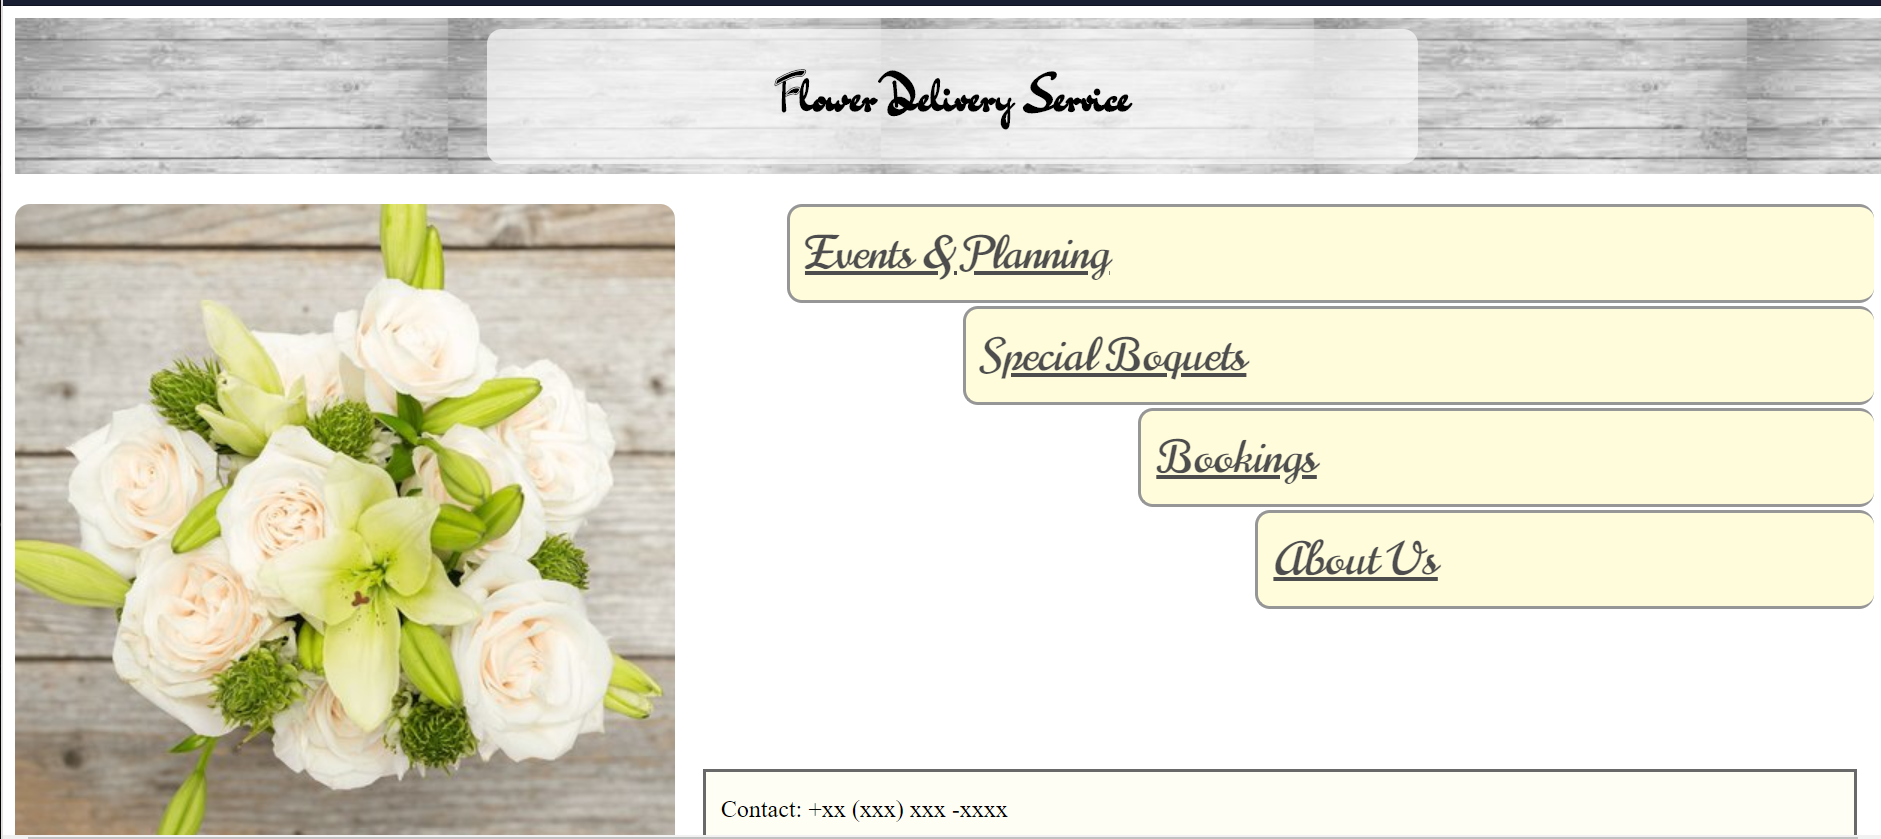 Flower Delivery Service
Events & Planning
Special Boquets
Bookings
About Us
Contact: +xx (xxx) xxx -xxxx